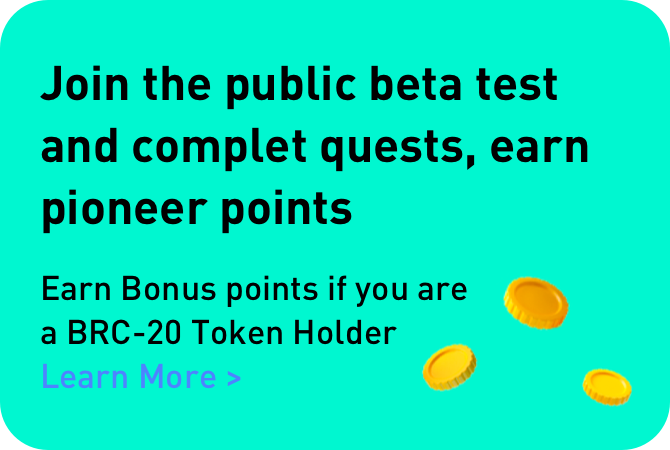 Join the public beta test
and complet quests, earn
pioneer points
Earn Bonus points if you are
a BRC-20 Token Holder
Learn More >